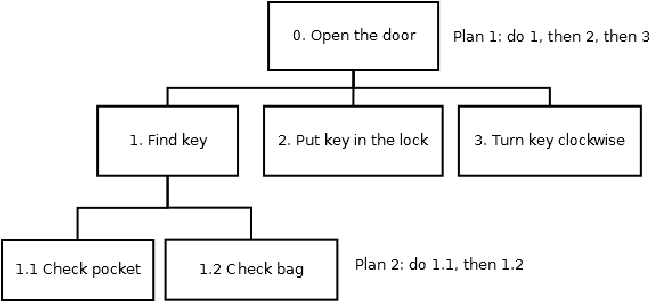 0. Open the door
Plan 1: do 1, then 2, then 3
1. Find key
2. Put key in the lock
3. Turn key clockwise
1.1 Check pocket
1.2 Check bag
Plan 2: do 1.1, then 1.2